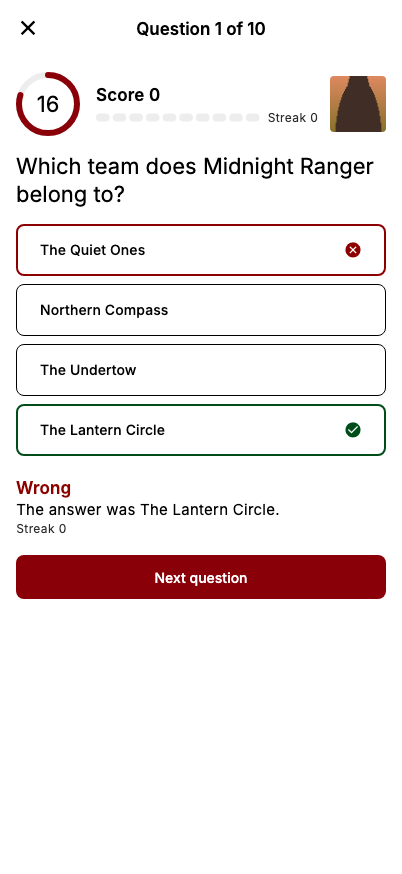 Question 1 of 10
16
Score 0
Streak 0
Which team does Midnight Ranger
belong to?
The Quiet Ones
Northern Compass
The Undertow
The Lantern Circle
Wrong
The answer was The Lantern Circle.
Streak 0
Next question